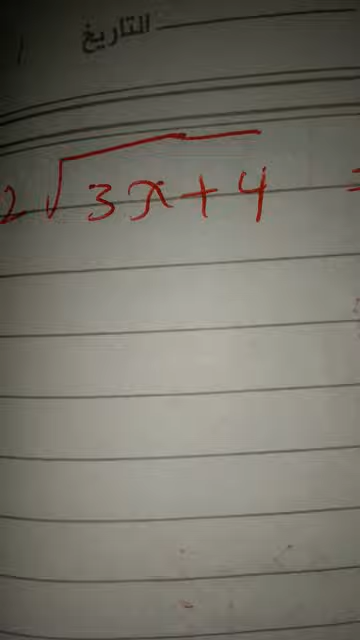 التاريخ
2√3x+4 =